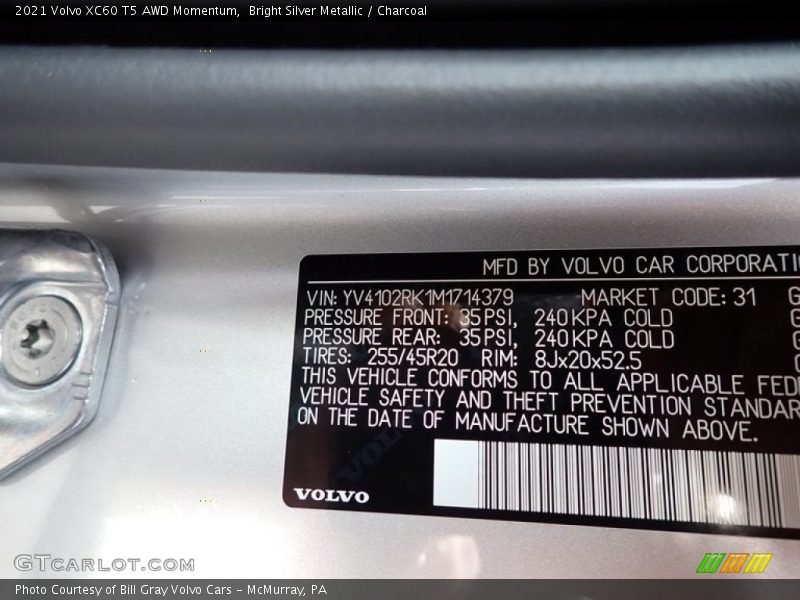 2021 Volvo XC60 T5 AWD Momentum,  Bright Silver Metallic / Charcoal
MFD BY VOLVO CAR CORPORATI
VIN: YV4102RK1M1714379 MARKET CODE: 31 G
PRESSURE FRONT: 35 PSI, 240 KPA COLD
PRESSURE REAR: 35 PSI, 240 KPA COLD
TIRES: 255/45R20 RIM: 8Jx20x52.5
THIS VEHICLE CONFORMS TO ALL APPLICABLE FED
VEHICLE SAFETY AND THEFT PREVENTION STANDAR
ON THE DATE OF MANUFACTURE SHOWN ABOVE.
VOLVO
GTCARLOT.COM
Photo Courtesy of Bill Gray Volvo Cars - McMurray, PA